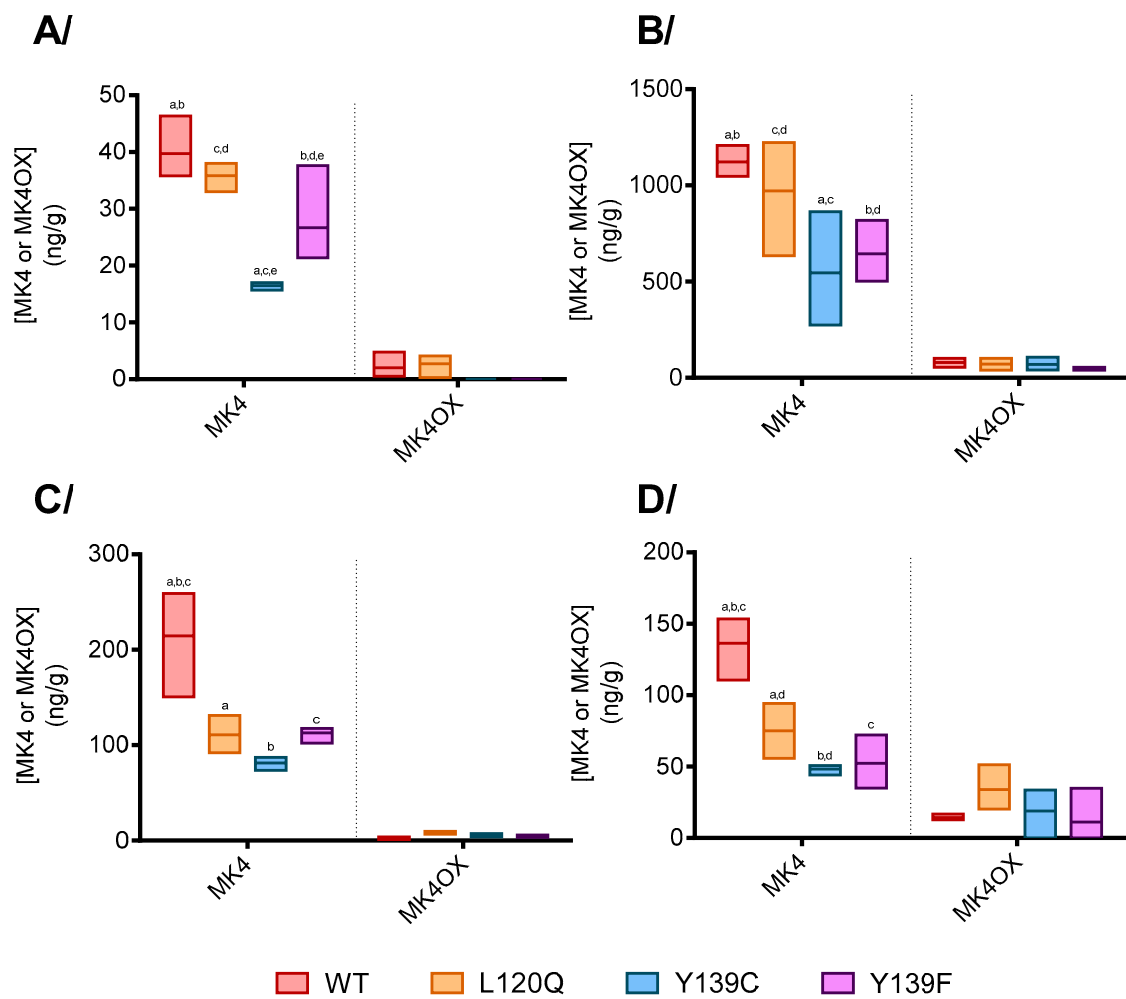 A/
[MK4 or MK4OX]
(ng/g)
50
40
30
20
10
0
a,b
c,d
a,c,e
b,d,e
MK4
MK4OX
B/
[MK4 or MK4OX]
(ng/g)
1500
1000
500
0
a,b
c,d
a,c
b,d
MK4
MK4OX
C/
[MK4 or MK4OX]
(ng/g)
300
200
100
0
a,b,c
a
b
c
MK4
MK4OX
D/
[MK4 or MK4OX]
(ng/g)
200
150
100
50
0
a,b,c
a,d
b,d
c
MK4
MK4OX
WT
L120Q
Y139C
Y139F